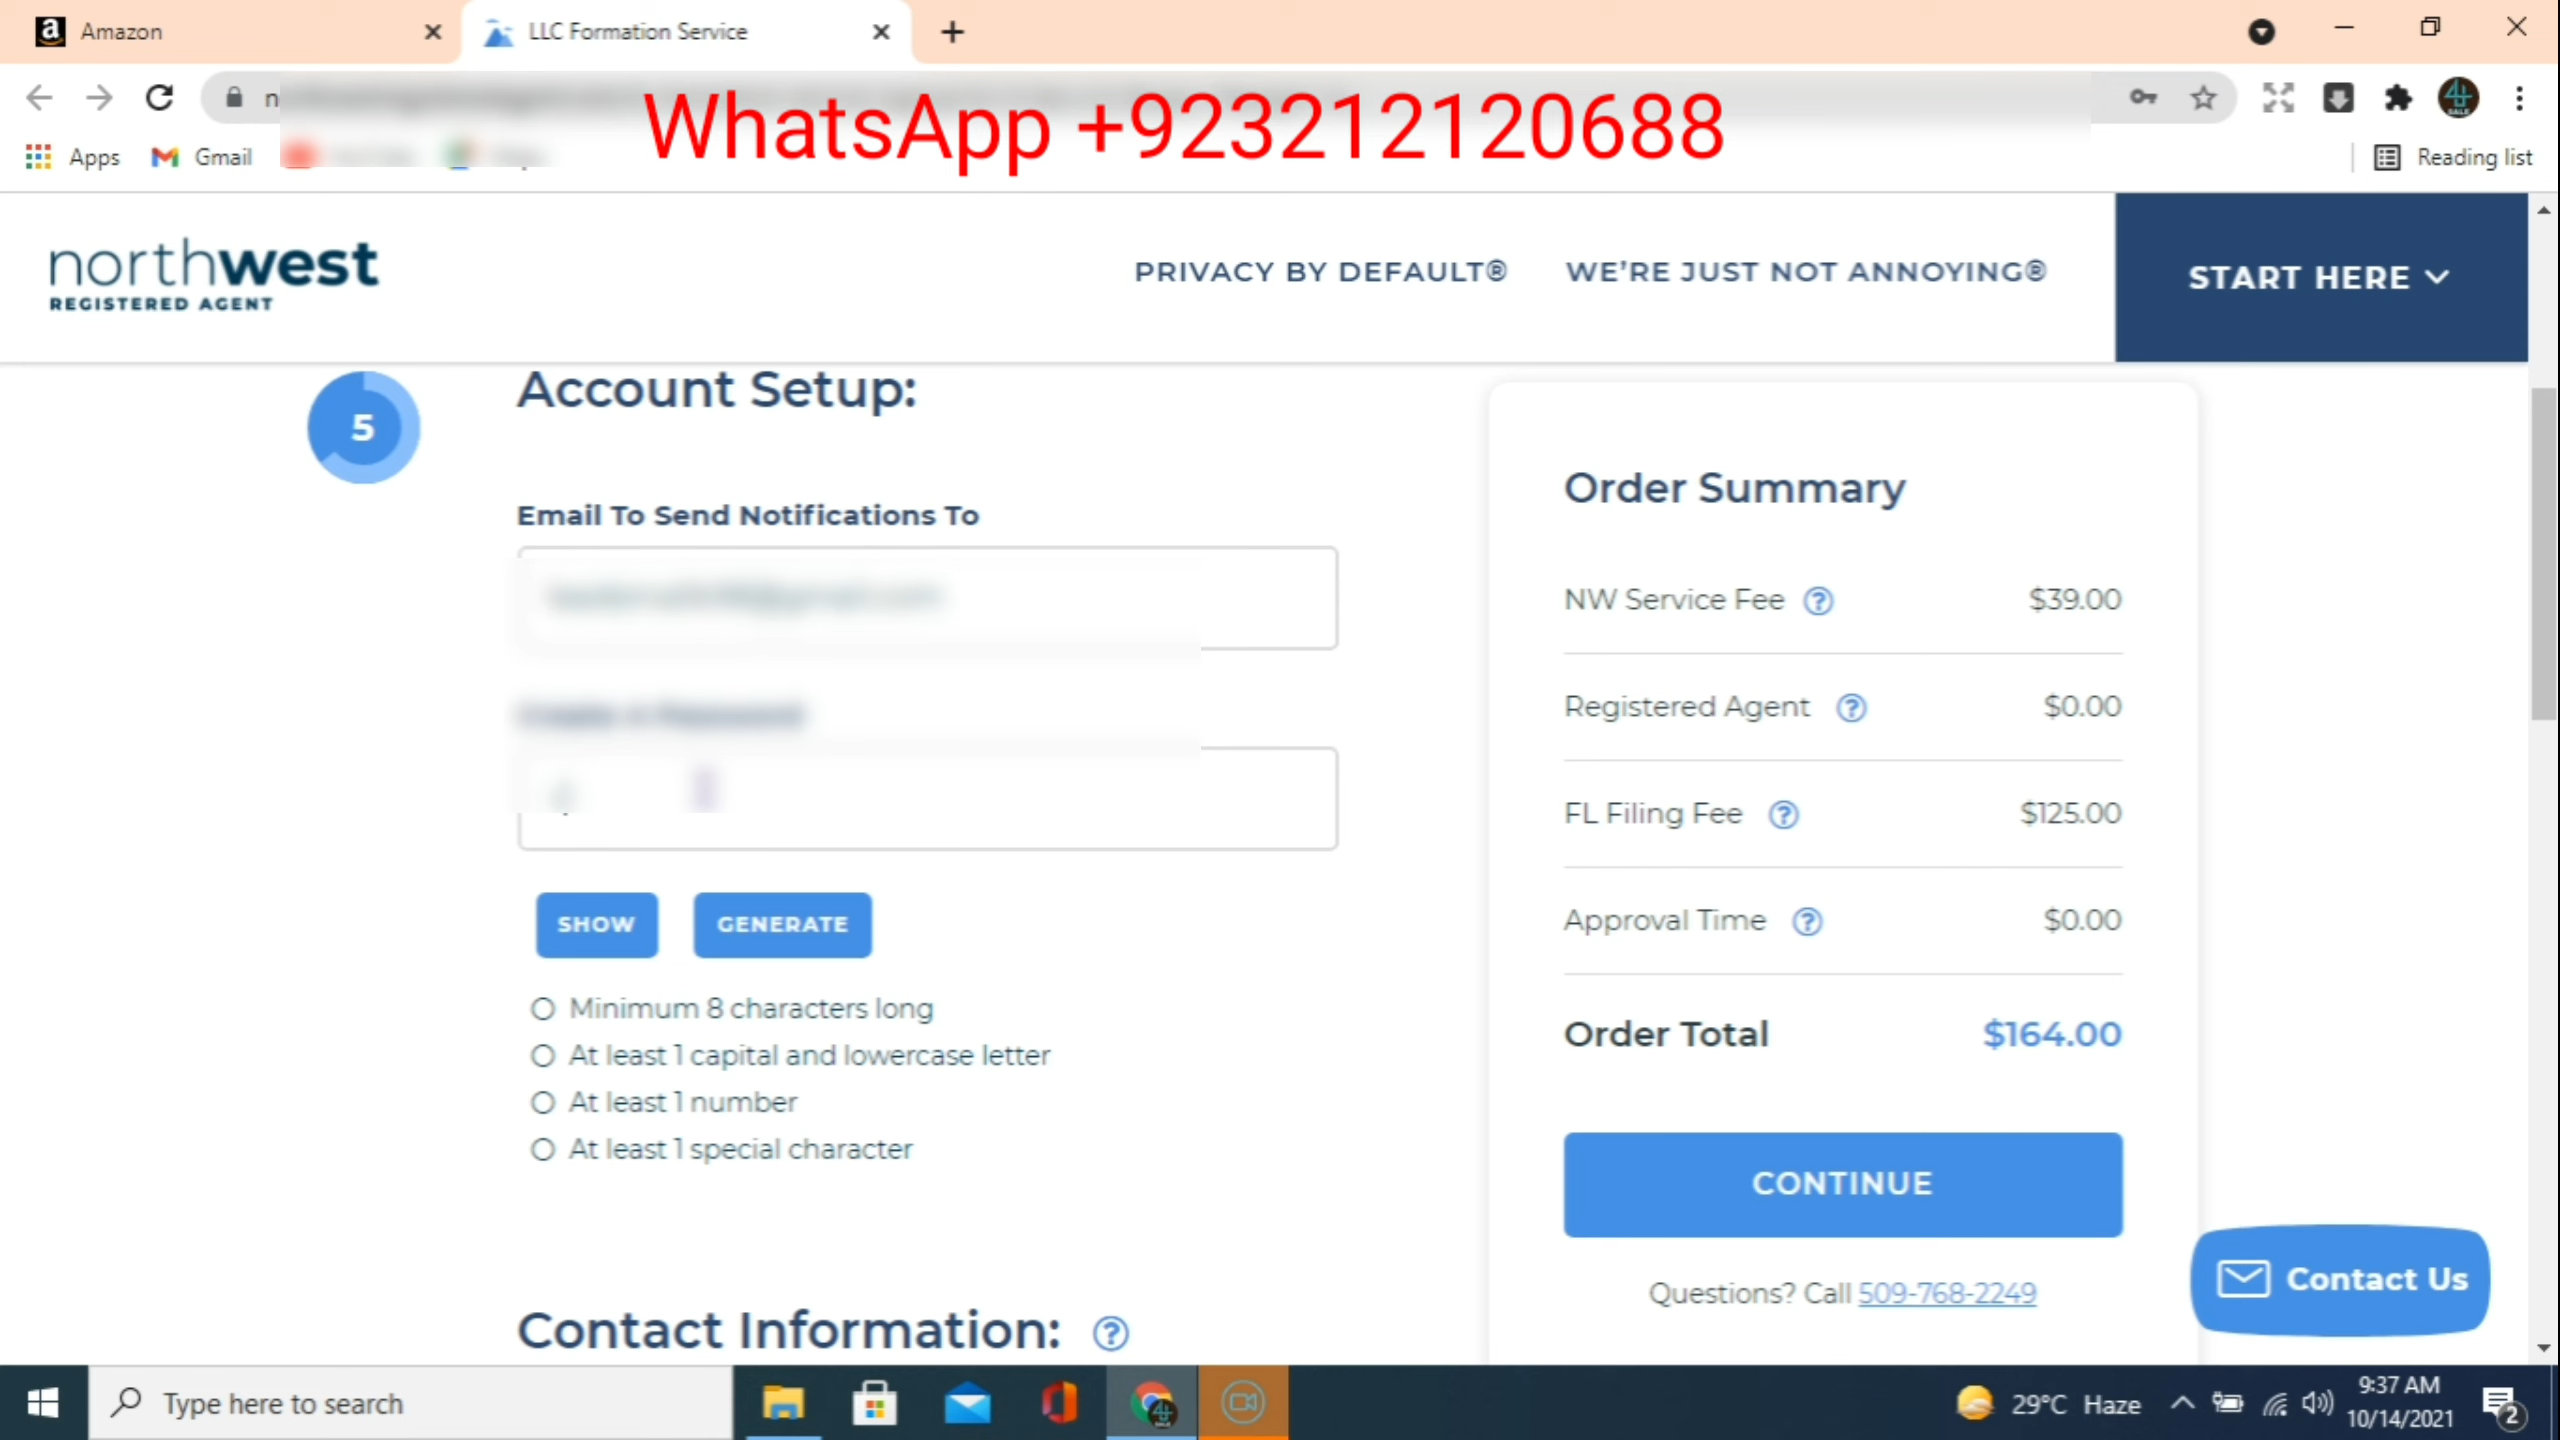 Amazon
LLC Formation Service
WhatsApp +923212120688
Apps
Gmail
Reading list
northwest
REGISTERED AGENT
PRIVACY BY DEFAULT®
WE'RE JUST NOT ANNOYING®
START HERE
5
Account Setup:
Email To Send Notifications To
SHOW
GENERATE
Minimum 8 characters long
At least 1 capital and lowercase letter
At least 1 number
At least 1 special character
Contact Information:
Order Summary
NW Service Fee $39.00
Registered Agent $0.00
FL Filing Fee $125.00
Approval Time $0.00
Order Total $164.00
CONTINUE
Questions? Call 509-768-2249
Contact Us
Type here to search
29°C Haze
9:37 AM
10/14/2021
2